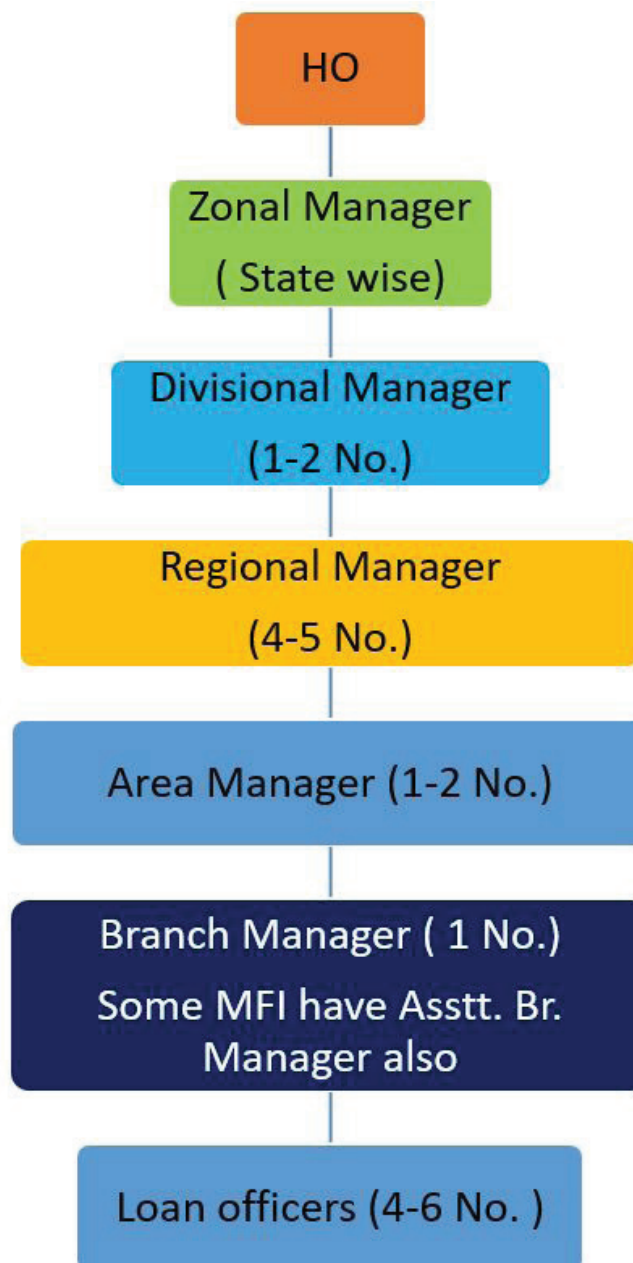 HO
Zonal Manager
( State wise)
Divisional Manager
(1-2 No.)
Regional Manager
(4-5 No.)
Area Manager (1-2 No.)
Branch Manager ( 1 No.)
Some MFI have Asstt. Br.
Manager also
Loan officers (4-6 No. )